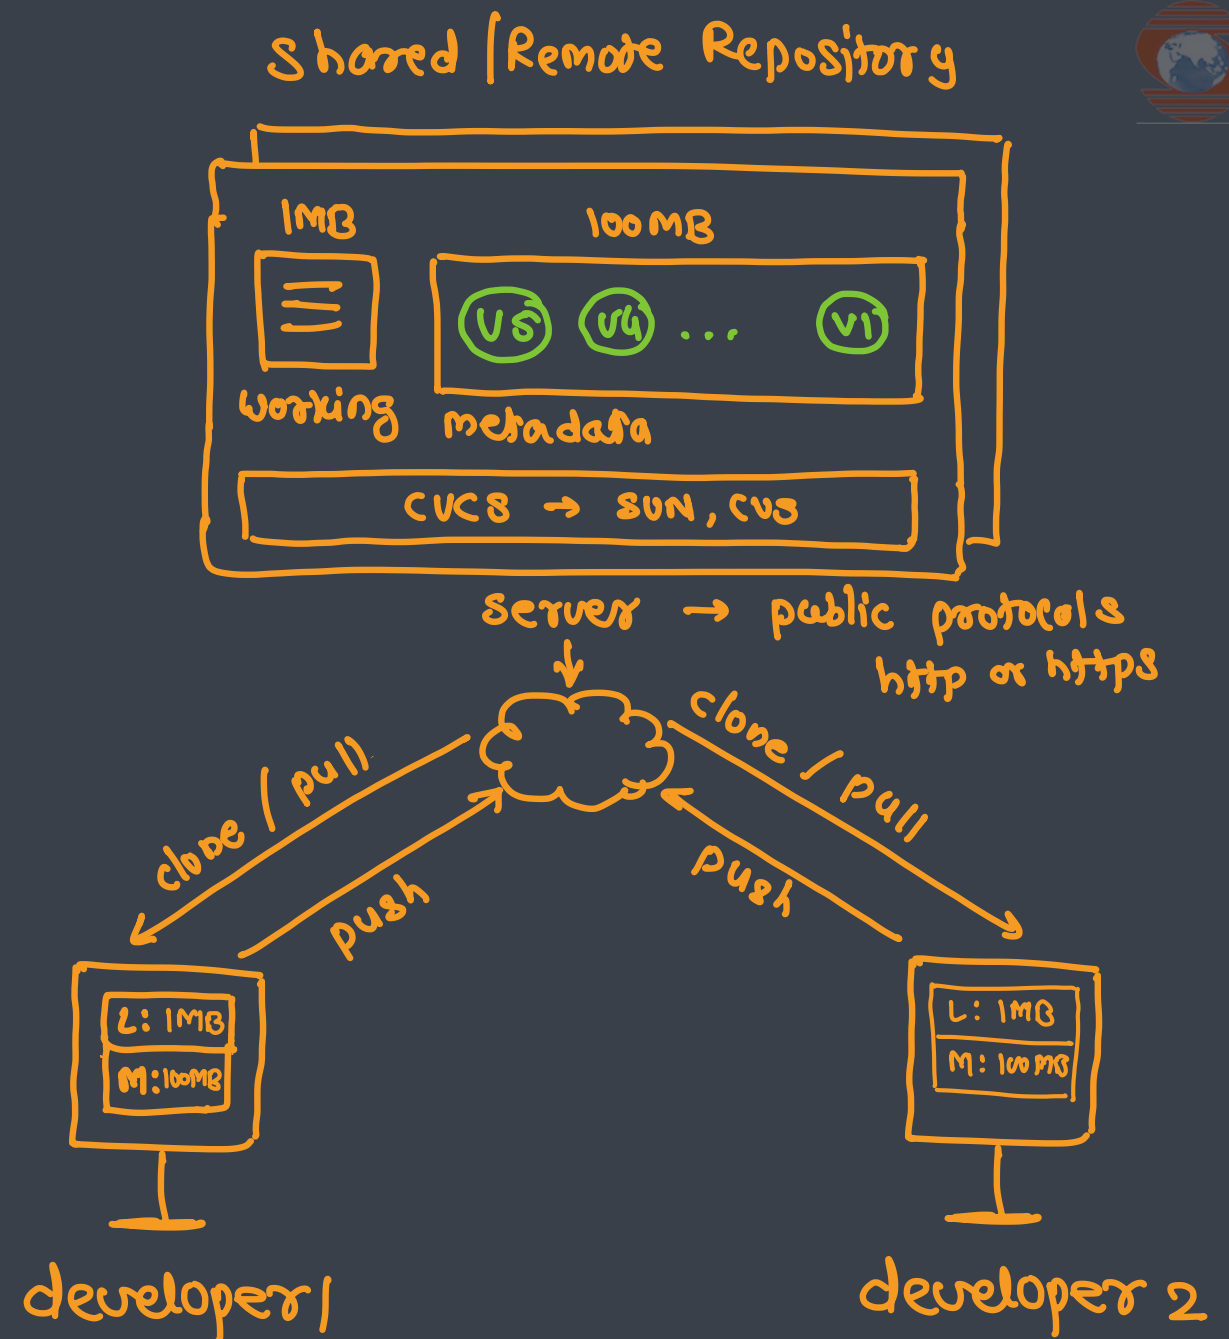 Shared / Remote Repository
1MB
100MB
V5 V4 ... V1
working
metadata
CVCS → SVN, CVS
server → public protocols
http or https
clone / pull
clone / pull
push
push
L: 1MB
M: 100MB
L: 1MB
M: 100MB
developer 1
developer 2